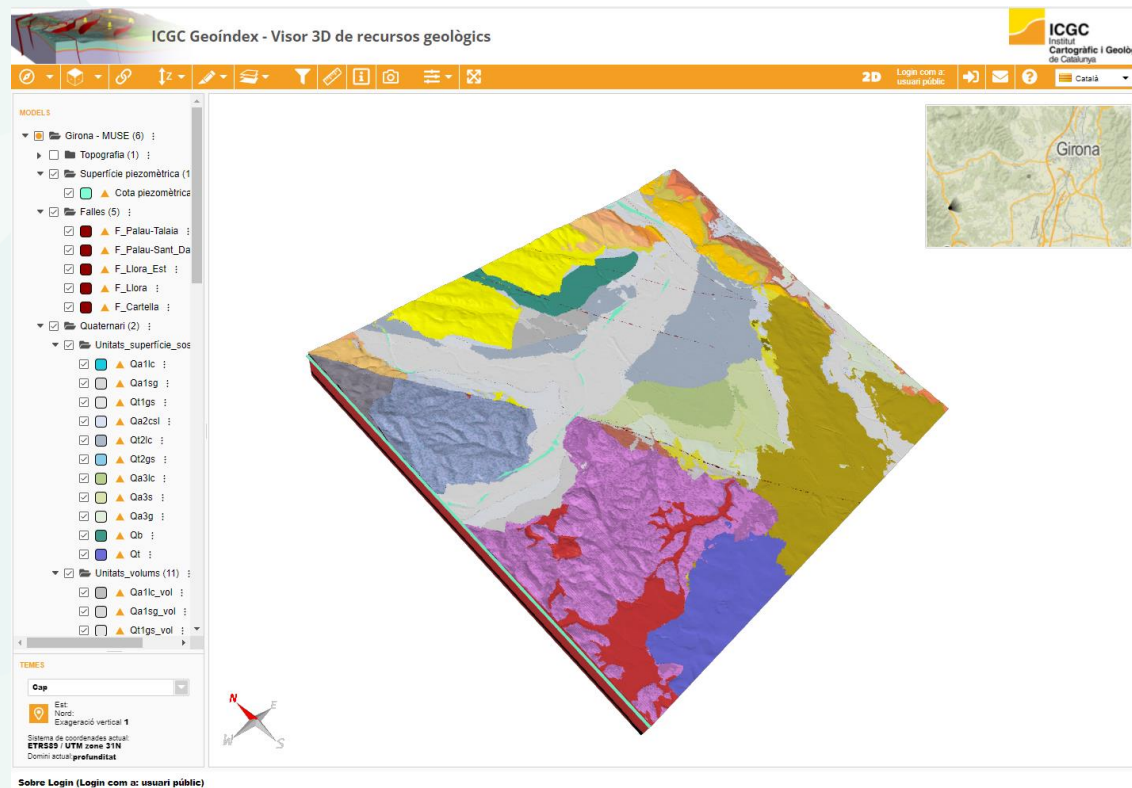 ICGC Geoíndex - Visor 3D de recursos geològics
ICGC
Institut
Cartogràfic i Geolò
de Catalunya
Z
2D
Login com a:
usuari públic
Català
MODELS
Girona - MUSE (6)
Topografia (1)
Superfície piezomètrica (1
Cota piezomètrica
Falles (5)
F_Palau-Talaia
F_Palau-Sant_Da
F_Llora_Est
F_Llora
F_Cartella
Quaternari (2)
Unitats_superfície_sos
Qa1lc
Qa1sg
Qt1gs
Qa2csl
Qt2lc
Qt2gs
Qa3lc
Qa3s
Qa3g
Qb
Qt
Unitats_volums (11)
Qa1lc_vol
Qa1sg_vol
Qt1gs_vol
Girona
TEMES
Cap
Est:
Nord:
Exageració vertical 1
Sistema de coordenades actual:
ETRS89 / UTM zone 31N
Domini actual:profunditat
N
E
W
S
Sobre Login (Login com a: usuari públic)